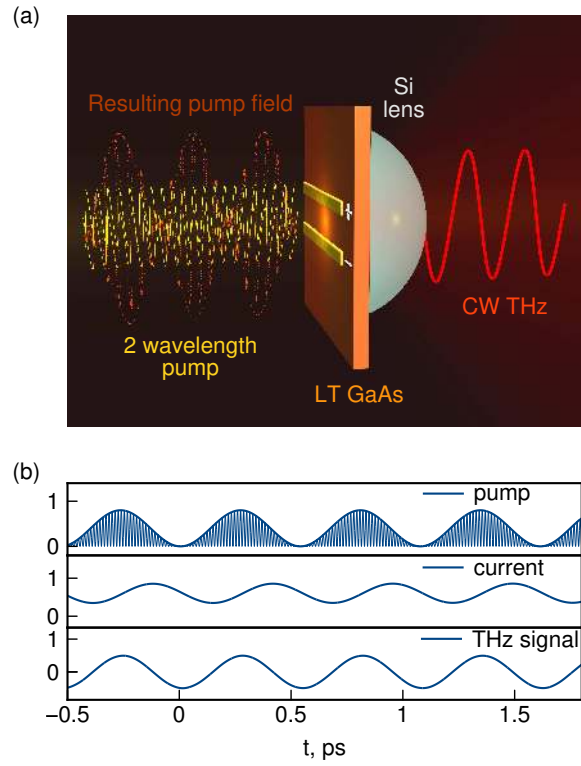 (a)
Resulting pump field
Si
lens
+
-
CW THz
2 wavelength
pump
LT GaAs
(b)
1
0
pump
1
0
current
1
0
THz signal
−0.5 0 0.5 1 1.5
t, ps